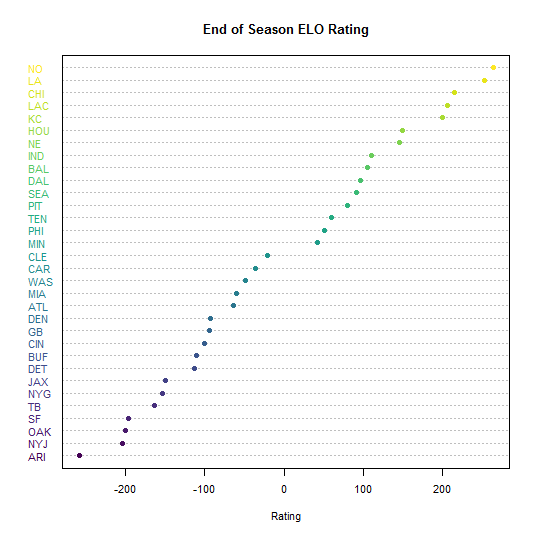 End of Season ELO Rating
NO
LA
CHI
LAC
KC
HOU
NE
IND
BAL
DAL
SEA
PIT
TEN
PHI
MIN
CLE
CAR
WAS
MIA
ATL
DEN
GB
CIN
BUF
DET
JAX
NYG
TB
SF
OAK
NYJ
ARI
-200 -100 0 100 200
Rating